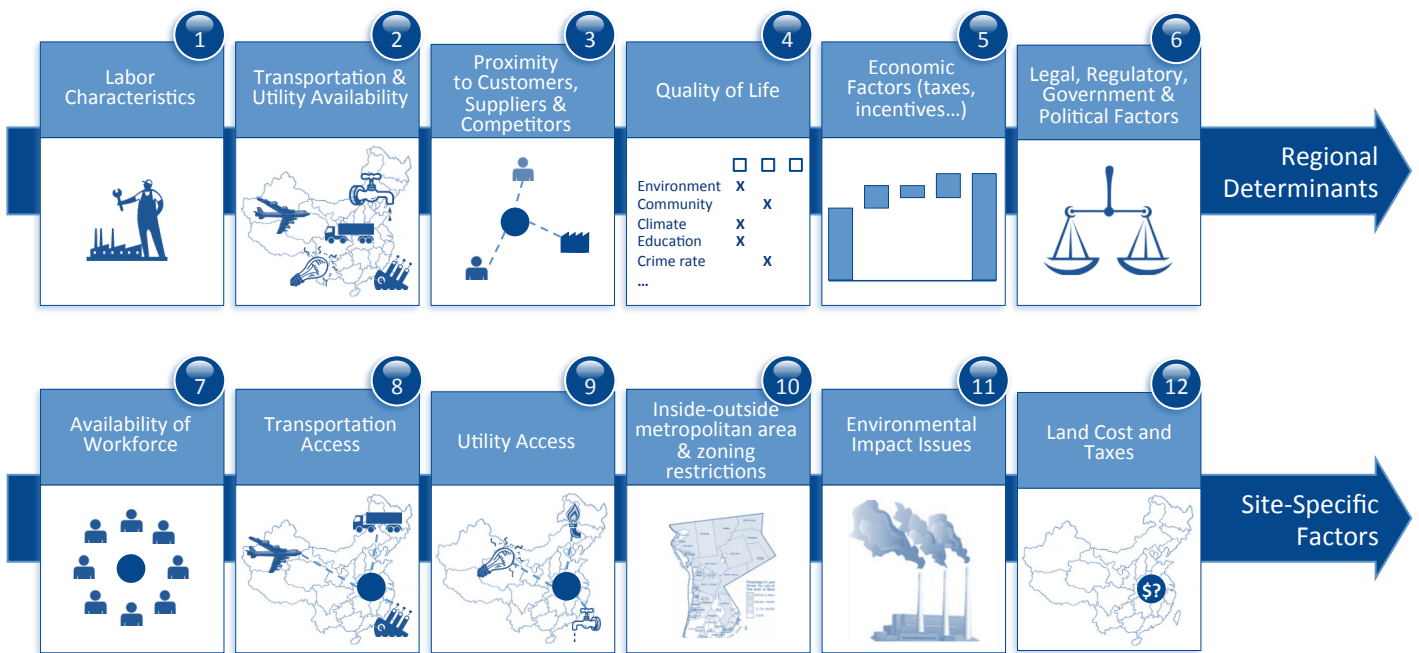 1
Labor
Characteristics
2
Transportation &
Utility Availability
3
Proximity
to Customers,
Suppliers &
Competitors
4
Quality of Life
Environment X
Community X
Climate X
Education X
Crime rate X
...
5
Economic
Factors (taxes,
incentives...)
6
Legal, Regulatory,
Government &
Political Factors
Regional
Determinants
7
Availability of
Workforce
8
Transportation
Access
9
Utility Access
10
Inside-outside
metropolitan area
& zoning
restrictions
11
Environmental
Impact Issues
12
Land Cost and
Taxes
$?
Site-Specific
Factors